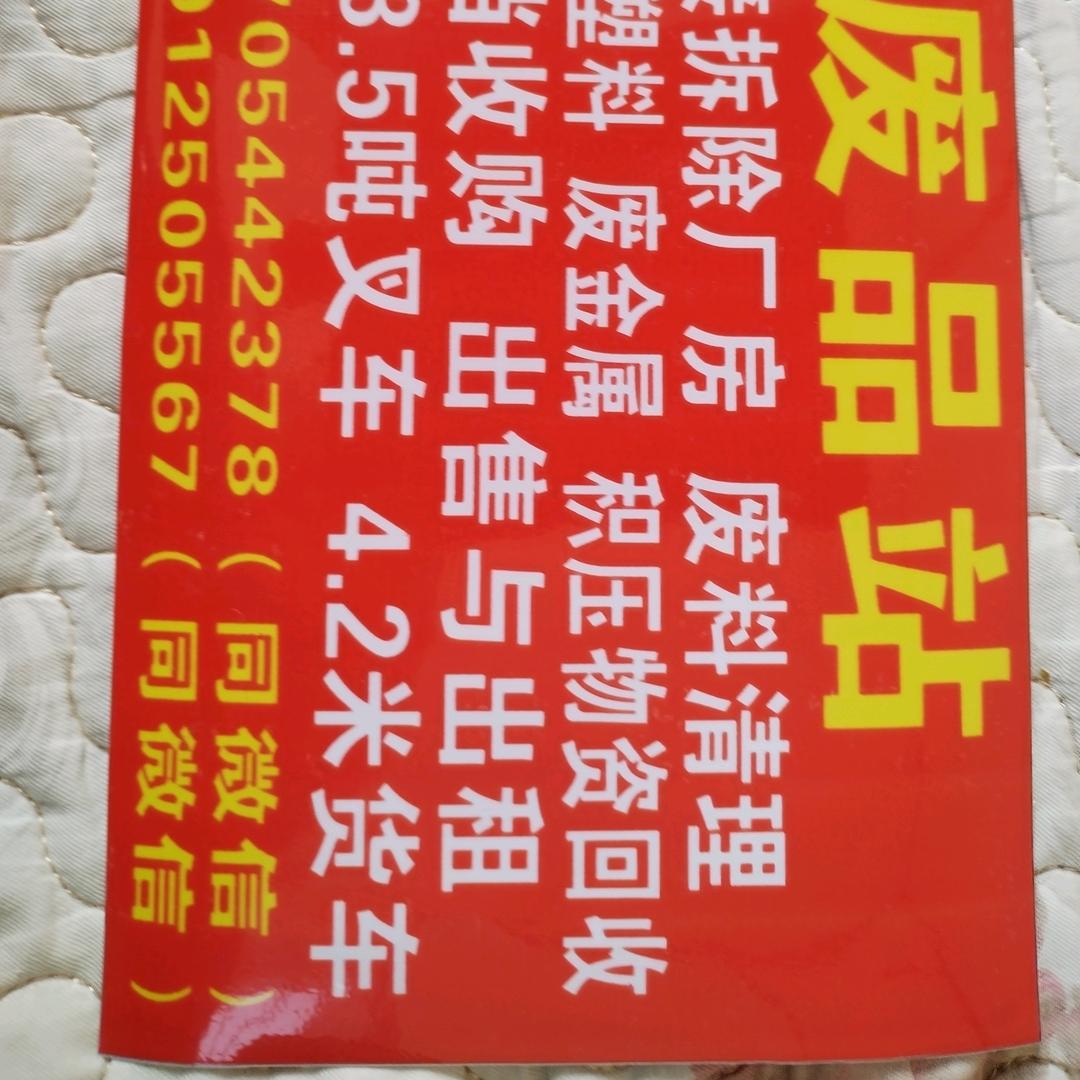 废品站
拆除厂房 废料清理
塑料 废金属 积压物资回收
收购 出售与出租
3.5吨叉车 4.2米货车
05442378（同微信）
012505567（同微信）